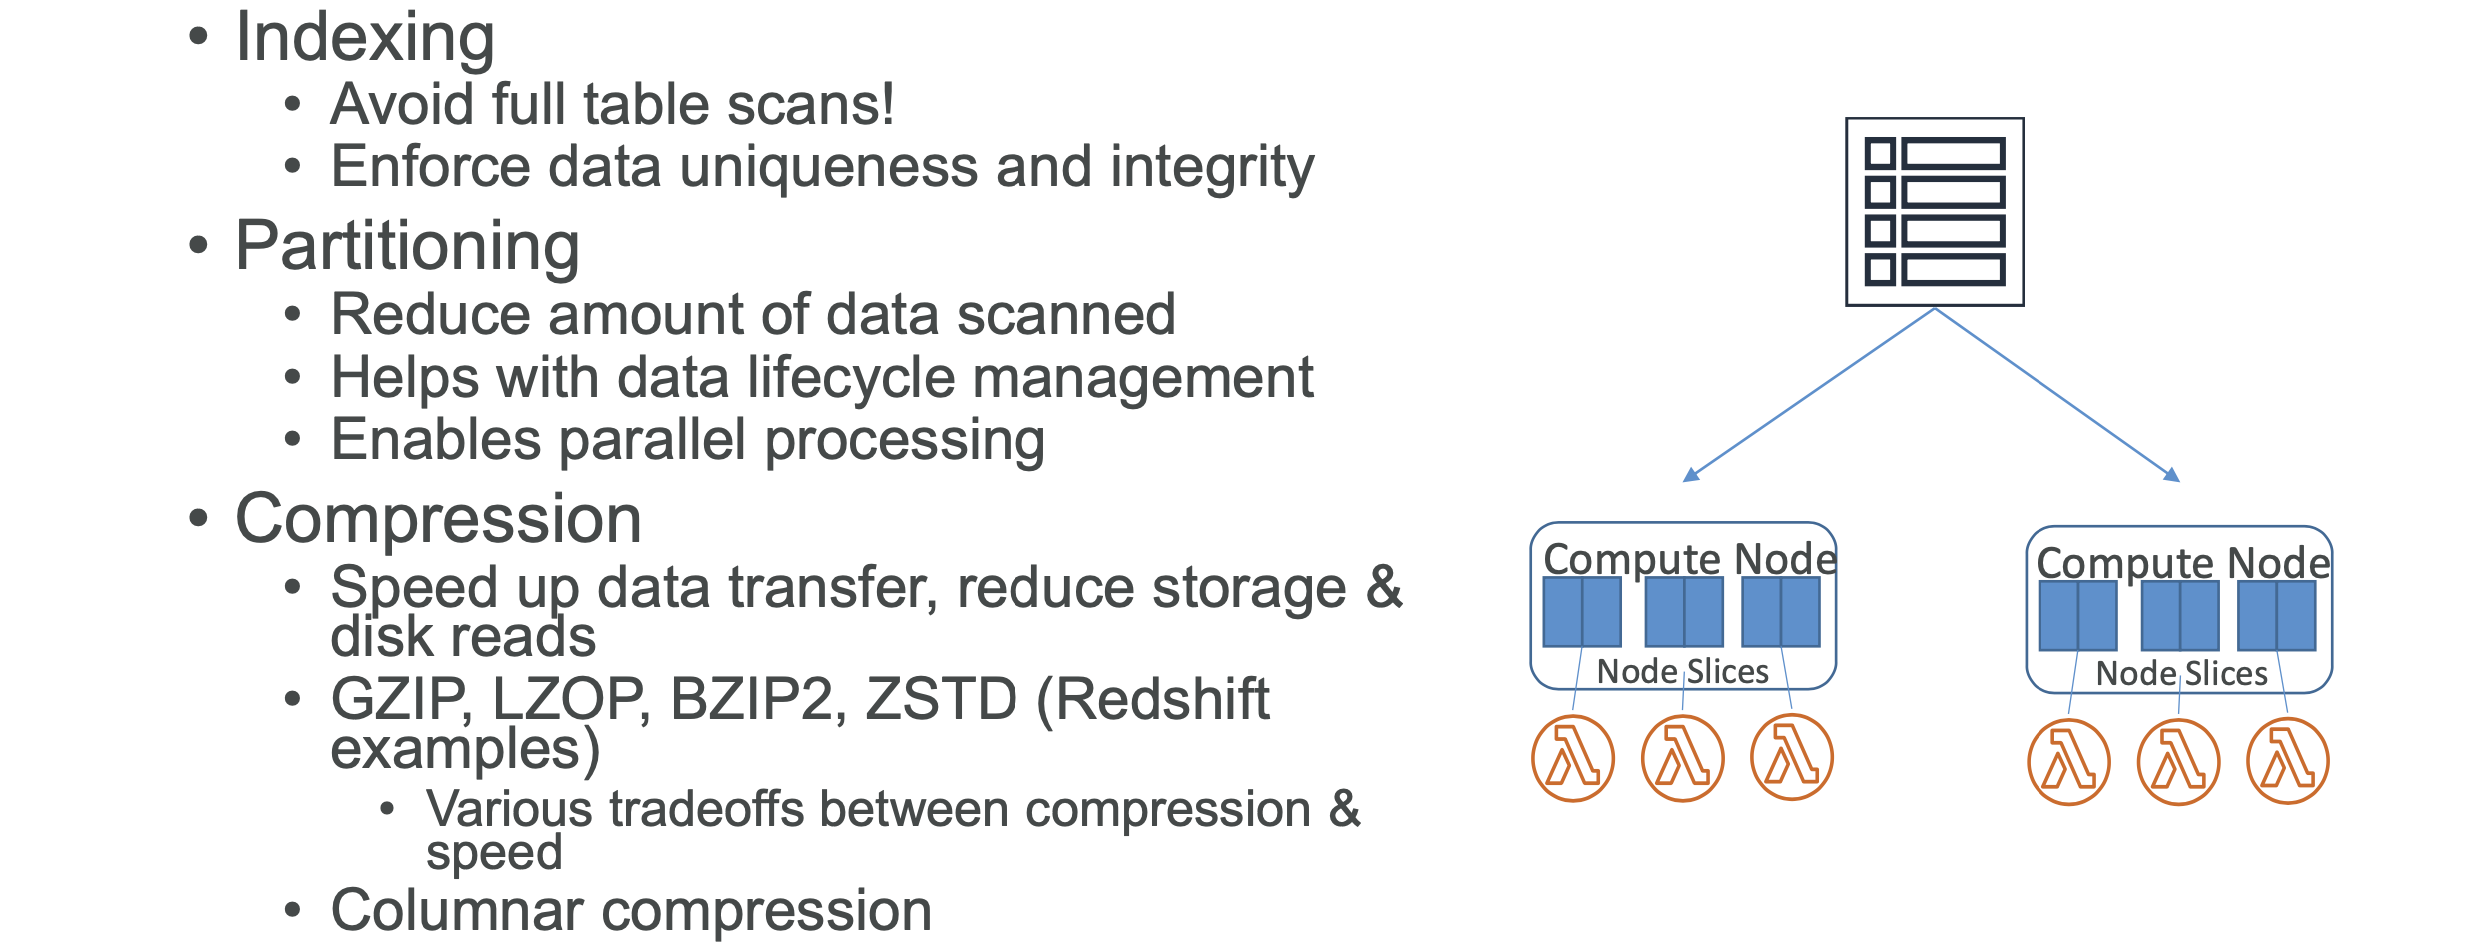 • Indexing
• Avoid full table scans!
• Enforce data uniqueness and integrity
• Partitioning
• Reduce amount of data scanned
• Helps with data lifecycle management
• Enables parallel processing
• Compression
• Speed up data transfer, reduce storage &
disk reads
• GZIP, LZOP, BZIP2, ZSTD (Redshift
examples)
• Various tradeoffs between compression &
speed
• Columnar compression
Compute Node
Node Slices
Compute Node
Node Slices